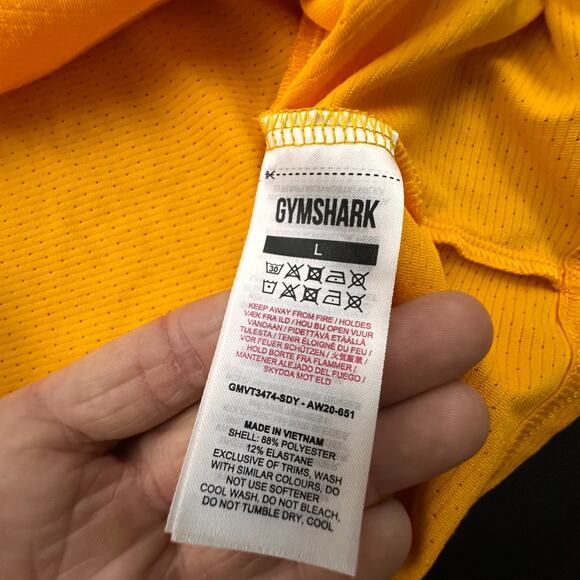 GYMSHARK
L
30
KEEP AWAY FROM FIRE / HOLDES
VÆK FRA ILD / HOU BIJ OPEN VUUR
VANDAAN / PIDETTÄVÄ ETÄÄLLÄ
TULESTA / TENIR ÉLOIGNÉ DU FEU /
VOR FEUER SCHÜTZEN / 火気厳禁 /
HOLD BORTE FRA FLAMMER /
MANTENER ALEJADO DEL FUEGO /
SKYDDA MOT ELD
GMVT3474-SDY - AW20-651
MADE IN VIETNAM
SHELL: 88% POLYESTER
12% ELASTANE
EXCLUSIVE OF TRIMS, WASH
WITH SIMILAR COLOURS, DO
NOT USE SOFTENER
COOL WASH, DO NOT BLEACH,
DO NOT TUMBLE DRY, COOL